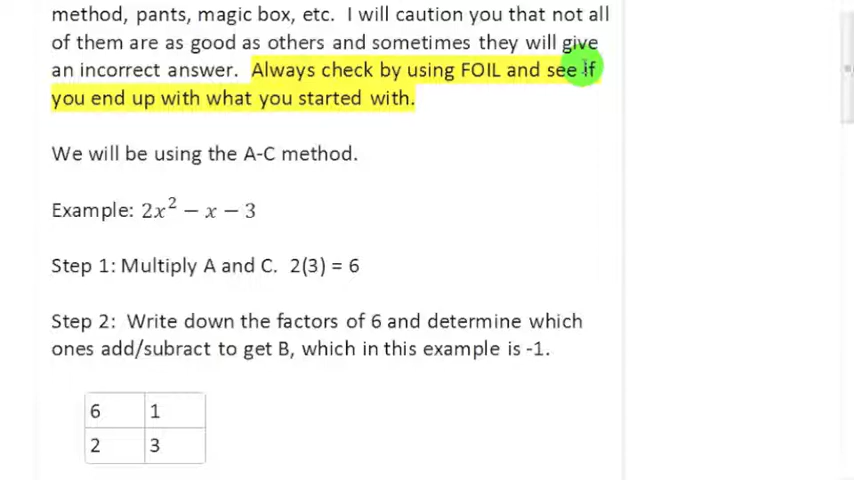 method, pants, magic box, etc. I will caution you that not all
of them are as good as others and sometimes they will give
an incorrect answer. Always check by using FOIL and see if
you end up with what you started with.
We will be using the A-C method.
Example: 2x² − x − 3
Step 1: Multiply A and C. 2(3) = 6
Step 2: Write down the factors of 6 and determine which
ones add/subtract to get B, which in this example is -1.
6 1
2 3